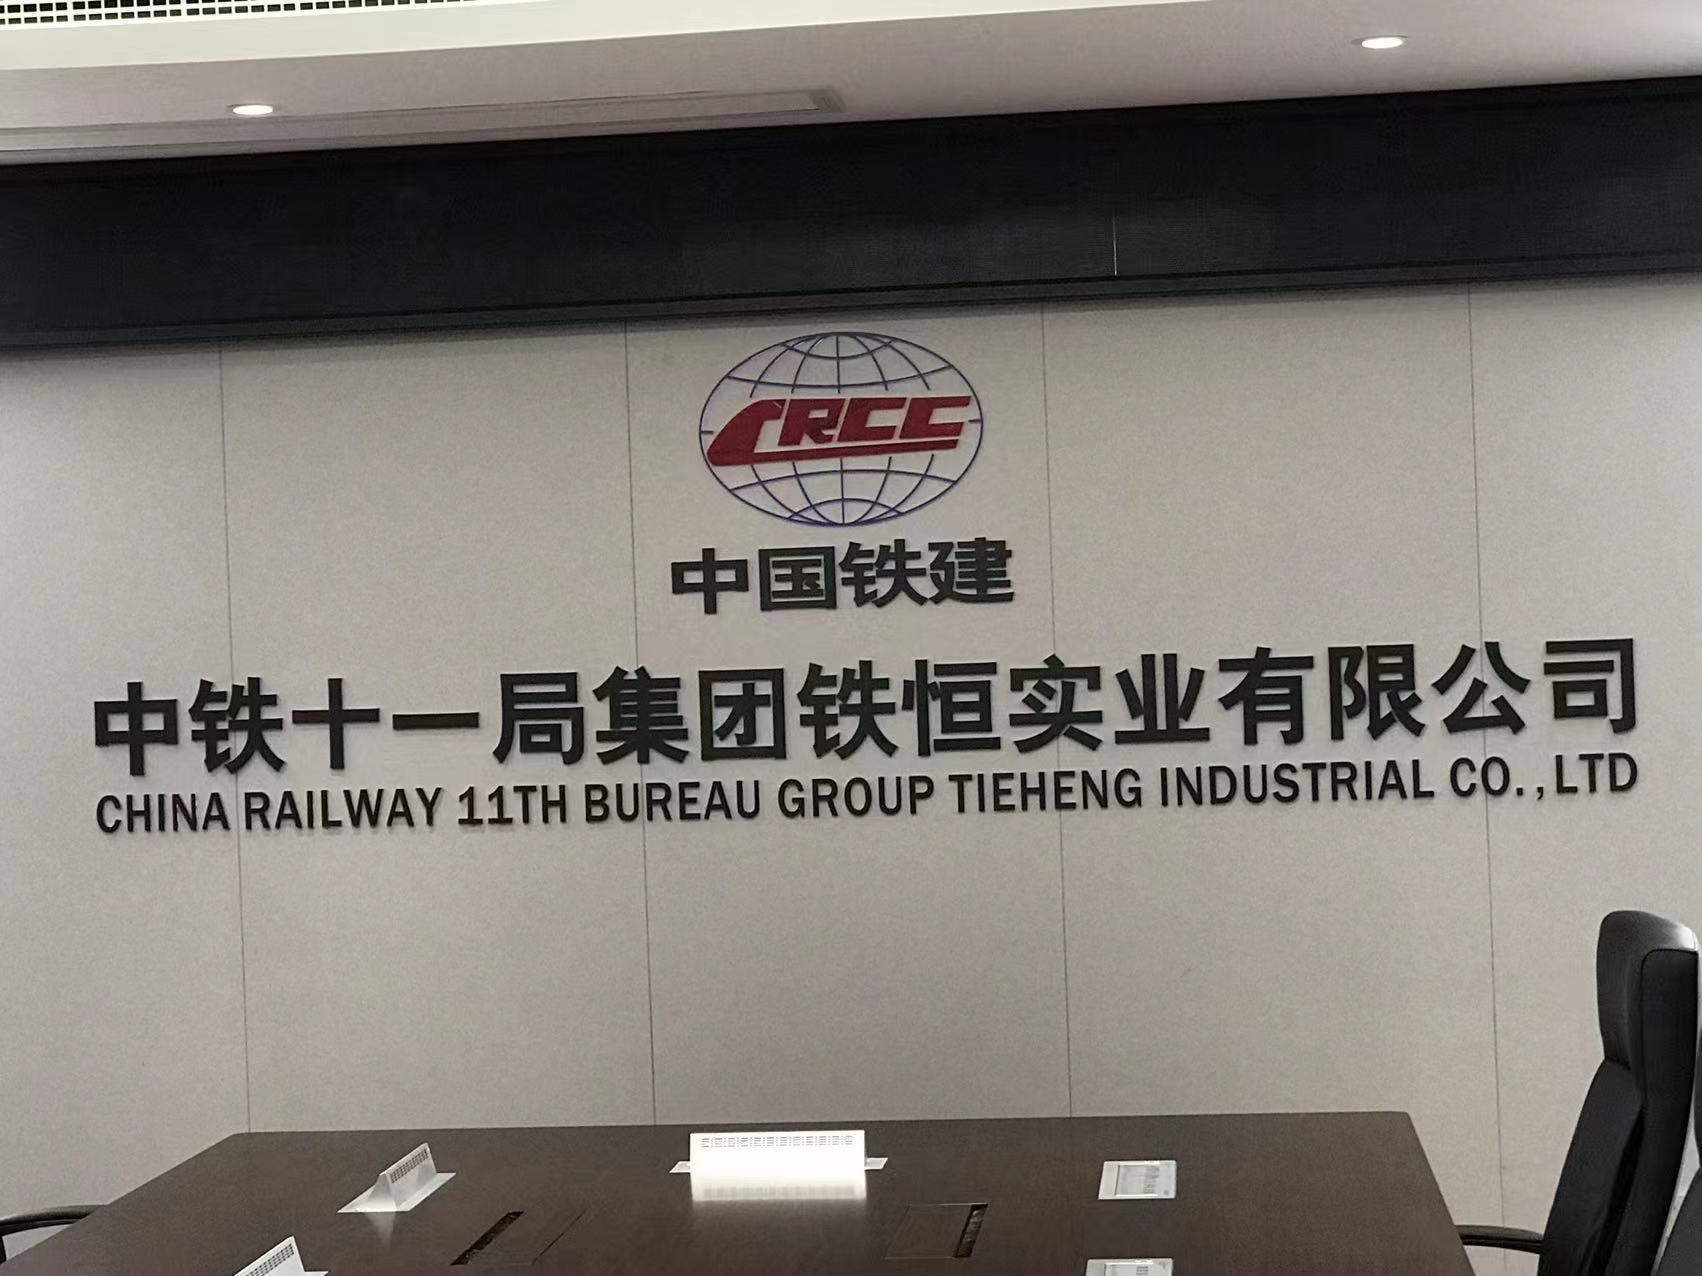 CRCC
中国铁建
中铁十一局集团铁恒实业有限公司
CHINA RAILWAY 11TH BUREAU GROUP TIEHENG INDUSTRIAL CO.,LTD